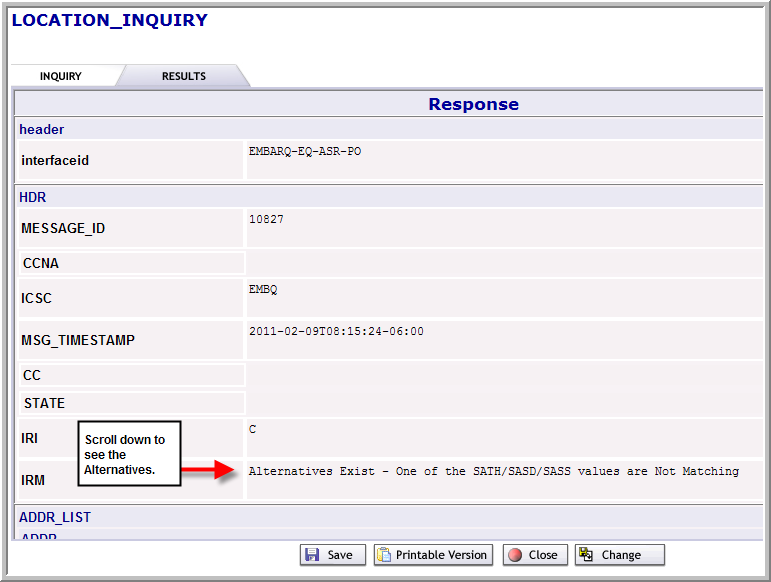 LOCATION_INQUIRY
INQUIRY RESULTS
Response
header
interfaceid EMBARQ-EQ-ASR-PO
HDR
MESSAGE_ID 10827
CCNA
ICSC EMBQ
MSG_TIMESTAMP 2011-02-09T08:15:24-06:00
CC
STATE
IRI C
Scroll down to
see the
Alternatives.
IRM Alternatives Exist - One of the SATH/SASD/SASS values are Not Matching
ADDR_LIST
ADDR
Save Printable Version Close Change